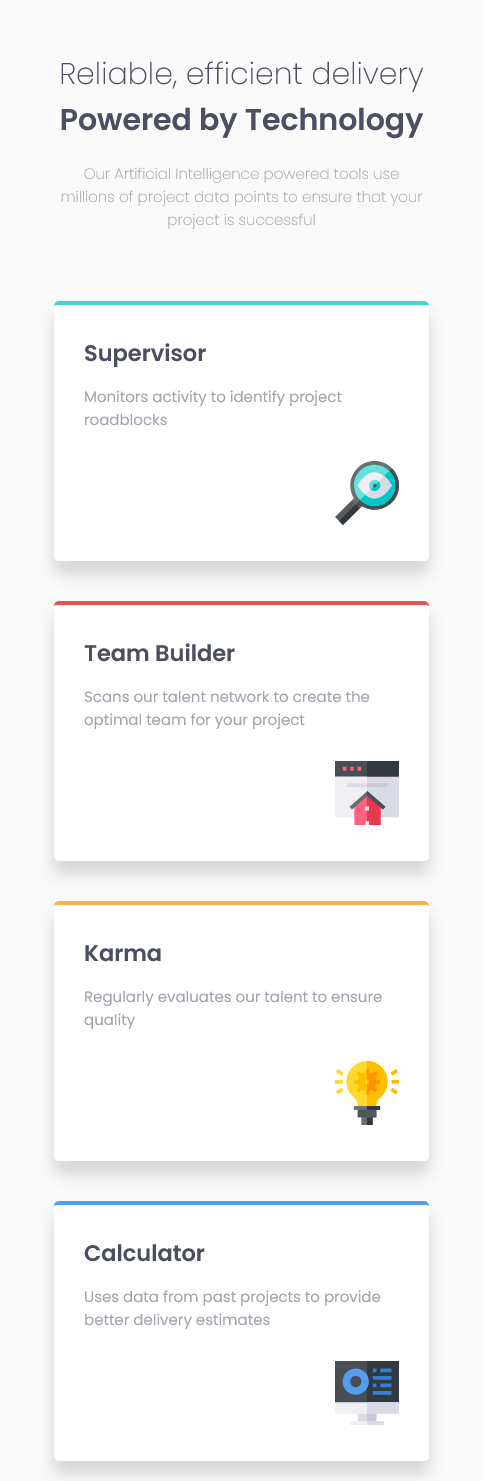 Reliable, efficient delivery
Powered by Technology
Our Artificial Intelligence powered tools use
millions of project data points to ensure that your
project is successful
Supervisor
Monitors activity to identify project
roadblocks
Team Builder
Scans our talent network to create the
optimal team for your project
Karma
Regularly evaluates our talent to ensure
quality
Calculator
Uses data from past projects to provide
better delivery estimates